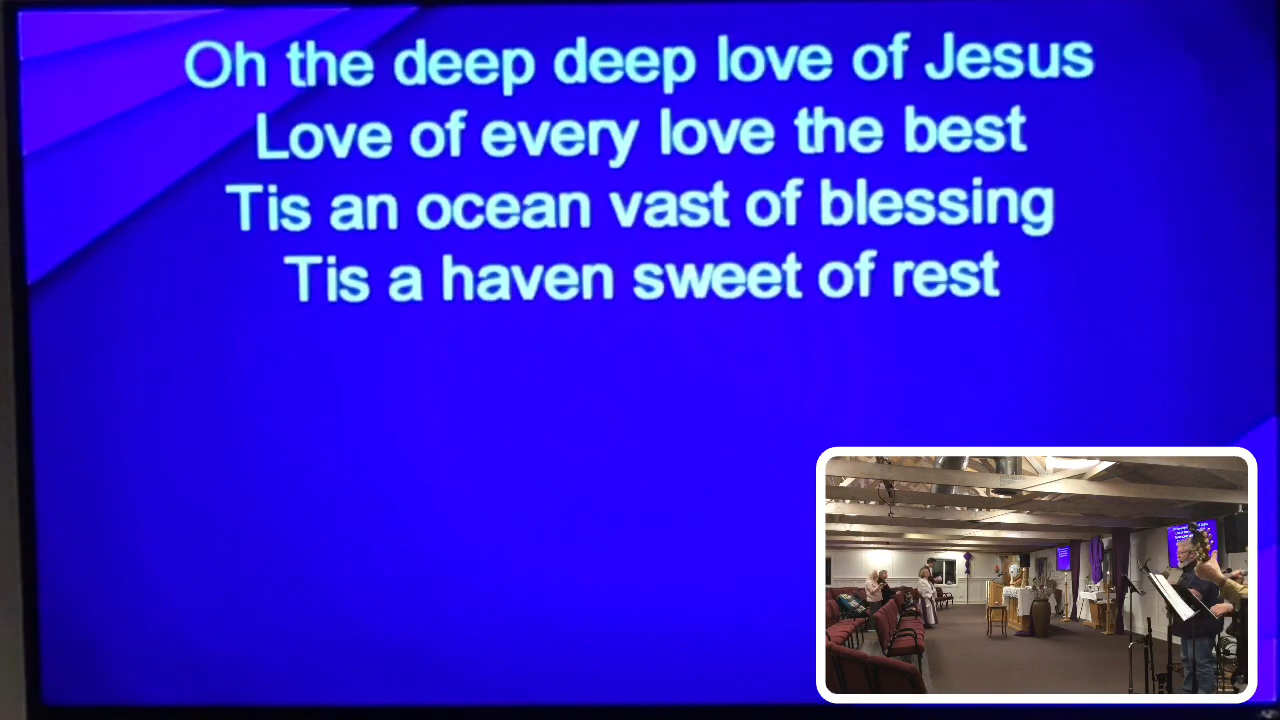 Oh the deep deep love of Jesus
Love of every love the best
Tis an ocean vast of blessing
Tis a haven sweet of rest